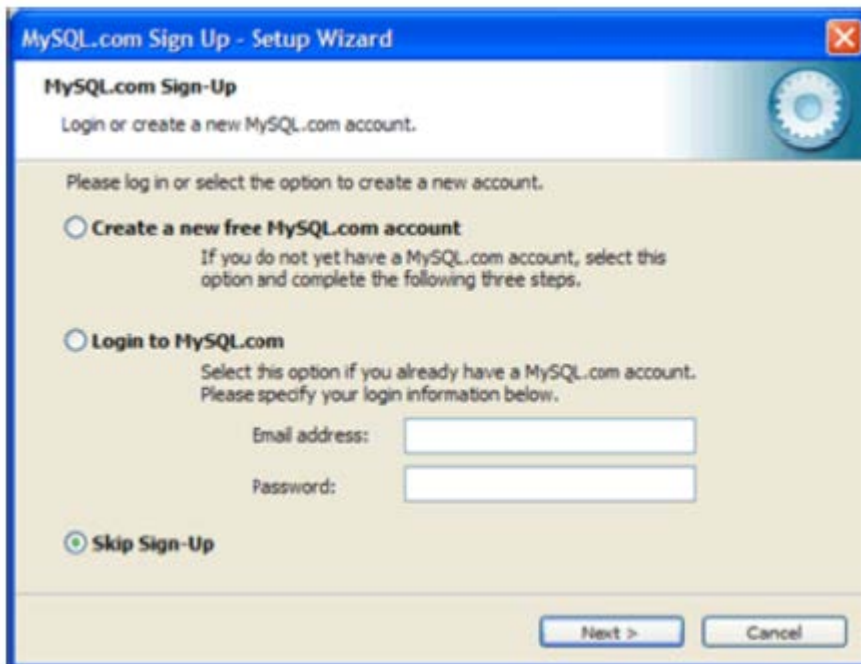 MySQL.com Sign Up - Setup Wizard
MySQL.com Sign-Up
Login or create a new MySQL.com account.
Please log in or select the option to create a new account.
Create a new free MySQL.com account
If you do not yet have a MySQL.com account, select this
option and complete the following three steps.
Login to MySQL.com
Select this option if you already have a MySQL.com account.
Please specify your login information below.
Email address:
Password:
Skip Sign-Up
Next >
Cancel